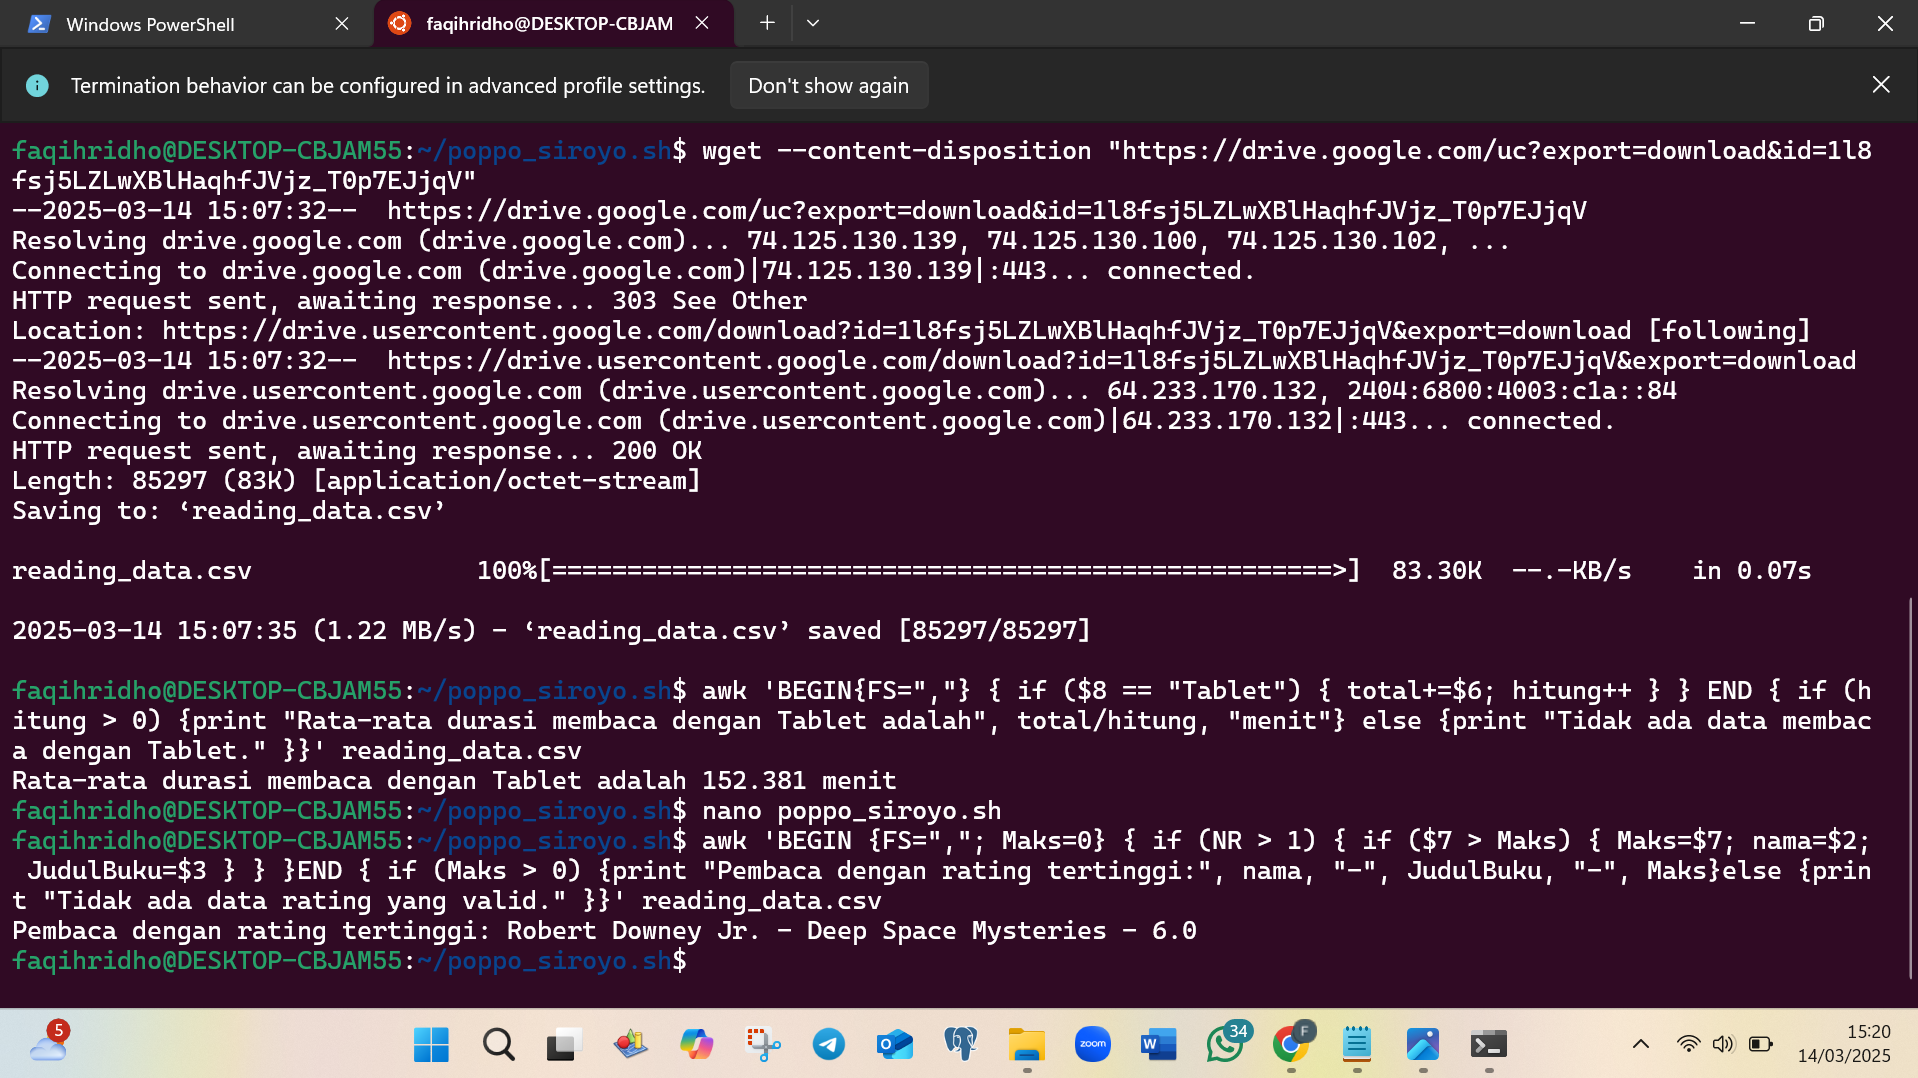 Windows PowerShell
faqihridho@DESKTOP-CBJAM
Termination behavior can be configured in advanced profile settings.
Don't show again
faqihridho@DESKTOP-CBJAM55:~/poppo_siroyo.sh$ wget --content-disposition "https://drive.google.com/uc?export=download&id=1l8
fsj5LZLwXBlHaqhfJVjz_T0p7EJjqV"
--2025-03-14 15:07:32--  https://drive.google.com/uc?export=download&id=1l8fsj5LZLwXBlHaqhfJVjz_T0p7EJjqV
Resolving drive.google.com (drive.google.com)... 74.125.130.139, 74.125.130.100, 74.125.130.102, ...
Connecting to drive.google.com (drive.google.com)|74.125.130.139|:443... connected.
HTTP request sent, awaiting response... 303 See Other
Location: https://drive.usercontent.google.com/download?id=1l8fsj5LZLwXBlHaqhfJVjz_T0p7EJjqV&export=download [following]
--2025-03-14 15:07:32--  https://drive.usercontent.google.com/download?id=1l8fsj5LZLwXBlHaqhfJVjz_T0p7EJjqV&export=download
Resolving drive.usercontent.google.com (drive.usercontent.google.com)... 64.233.170.132, 2404:6800:4003:c1a::84
Connecting to drive.usercontent.google.com (drive.usercontent.google.com)|64.233.170.132|:443... connected.
HTTP request sent, awaiting response... 200 OK
Length: 85297 (83K) [application/octet-stream]
Saving to: ‘reading_data.csv’
reading_data.csv               100%[====================================================>]  83.30K  --.-KB/s    in 0.07s
2025-03-14 15:07:35 (1.22 MB/s) - ‘reading_data.csv’ saved [85297/85297]
faqihridho@DESKTOP-CBJAM55:~/poppo_siroyo.sh$ awk 'BEGIN{FS=","} { if ($8 == "Tablet") { total+=$6; hitung++ } } END { if (h
itung > 0) {print "Rata-rata durasi membaca dengan Tablet adalah", total/hitung, "menit"} else {print "Tidak ada data membac
a dengan Tablet." }}' reading_data.csv
Rata-rata durasi membaca dengan Tablet adalah 152.381 menit
faqihridho@DESKTOP-CBJAM55:~/poppo_siroyo.sh$ nano poppo_siroyo.sh
faqihridho@DESKTOP-CBJAM55:~/poppo_siroyo.sh$ awk 'BEGIN {FS=","; Maks=0} { if (NR > 1) { if ($7 > Maks) { Maks=$7; nama=$2;
 JudulBuku=$3 } } }END { if (Maks > 0) {print "Pembaca dengan rating tertinggi:", nama, "-", JudulBuku, "-", Maks}else {prin
t "Tidak ada data rating yang valid." }}' reading_data.csv
Pembaca dengan rating tertinggi: Robert Downey Jr. - Deep Space Mysteries - 6.0
faqihridho@DESKTOP-CBJAM55:~/poppo_siroyo.sh$
5
zoom
34
F
15:20
14/03/2025